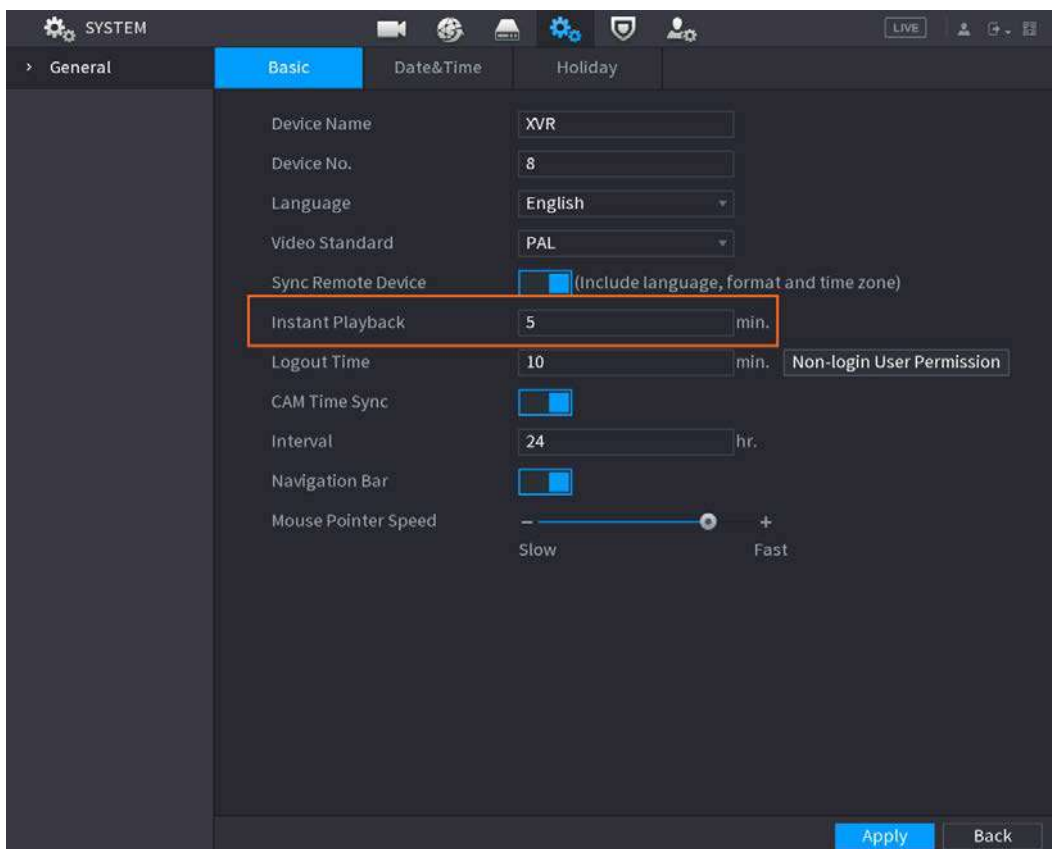 SYSTEM LIVE
> General Basic Date&Time Holiday
Device Name XVR
Device No. 8
Language English
Video Standard PAL
Sync Remote Device (Include language, format and time zone)
Instant Playback 5 min.
Logout Time 10 min. Non-login User Permission
CAM Time Sync
Interval 24 hr.
Navigation Bar
Mouse Pointer Speed − +
Slow Fast
Apply Back